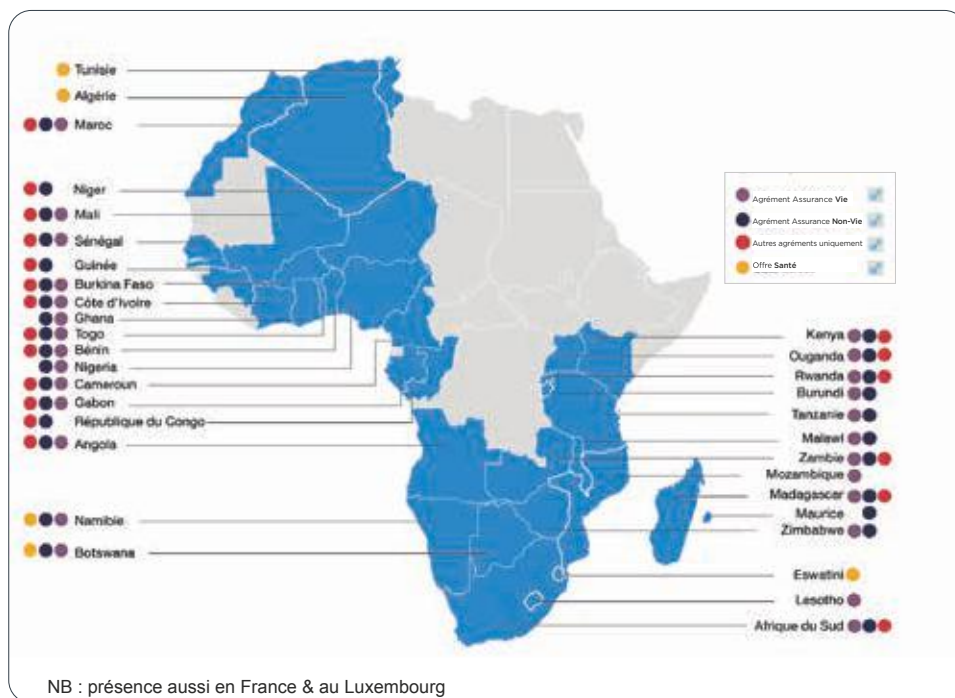 Tunisie
Algérie
Maroc
Niger
Mali
Sénégal
Guinée
Burkina Faso
Côte d'Ivoire
Ghana
Togo
Bénin
Nigeria
Cameroun
Gabon
République du Congo
Angola
Namibie
Botswana
Agrément Assurance Vie
Agrément Assurance Non-Vie
Autres agréments uniquement
Offre Santé
Kenya
Ouganda
Rwanda
Burundi
Tanzanie
Malawi
Zambie
Mozambique
Madagascar
Maurice
Zimbabwe
Eswatini
Lesotho
Afrique du Sud
NB : présence aussi en France & au Luxembourg